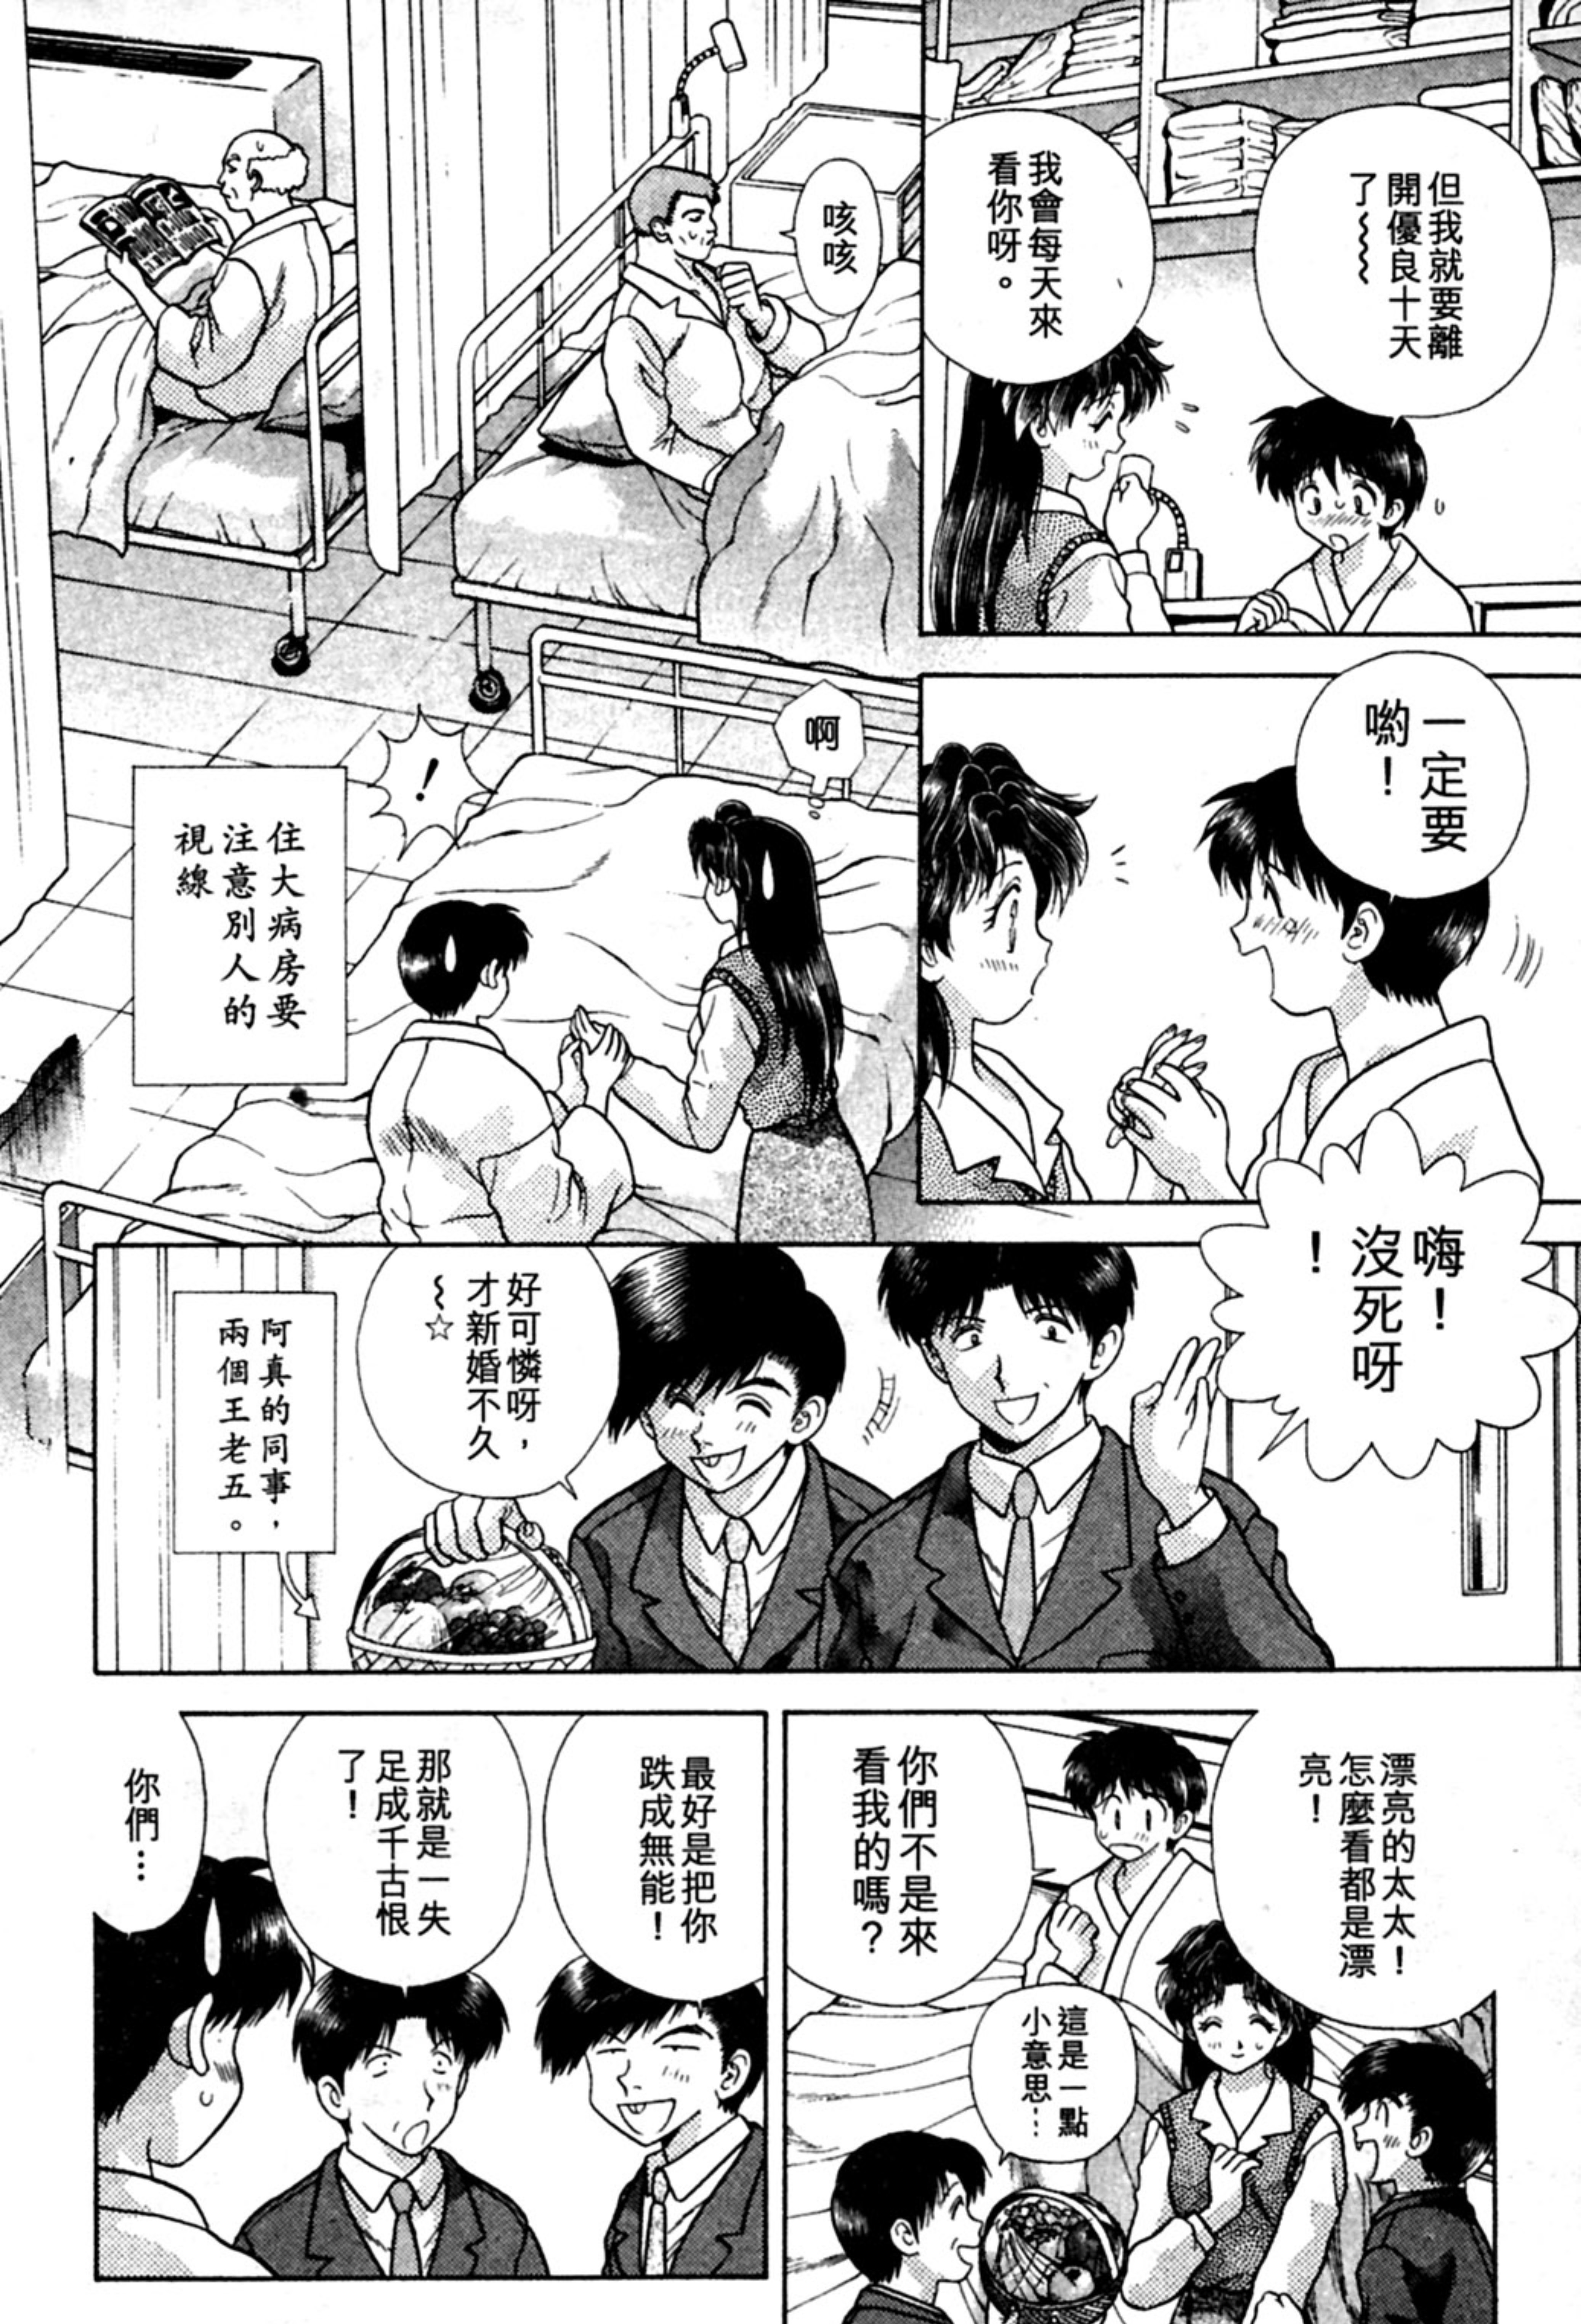 但我就要離
開優良十天
了～～～
我會每天來
看你呀。
一定要
喲！
咳咳
啊
！
住大病房要
注意別人的
視線
嗨！
沒死呀
！
好可憐呀，
才新婚不久
～☆
阿真的同事，
兩個王老五。
漂亮的太太！
怎麼看都是漂
亮！
你們不是來
看我的嗎？
這是一點
小意思…
最好是把你
跌成無能！
那就是一失
足成千古恨
了！
你們…